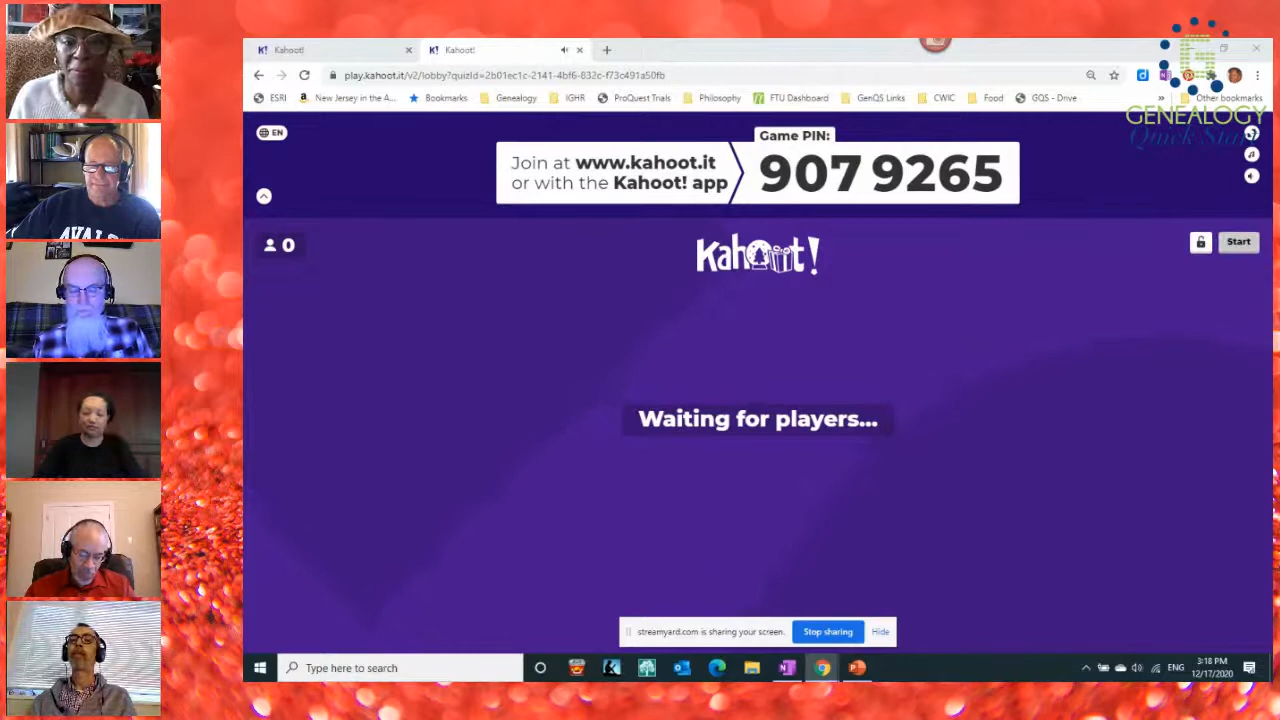 Kahoot!
Kahoot!
play.kahoot.it/v2/lobby?quizId=2b01ec1c-2141-4bf6-832c-f73c491a50fb
ESRI
New Jersey in the A...
Bookmarks
Genealogy
IGHR
ProQuest Trials
Philosophy
FTU Dashboard
GenQS Links
CWIC
Food
GQS - Drive
»
Other bookmarks
GENEALOGY
Quick Start
EN
Game PIN:
Join at www.kahoot.it
or with the Kahoot! app
907 9265
0
Kahoot!
Start
Waiting for players...
streamyard.com is sharing your screen.
Stop sharing
Hide
Type here to search
ENG
3:18 PM
12/17/2020